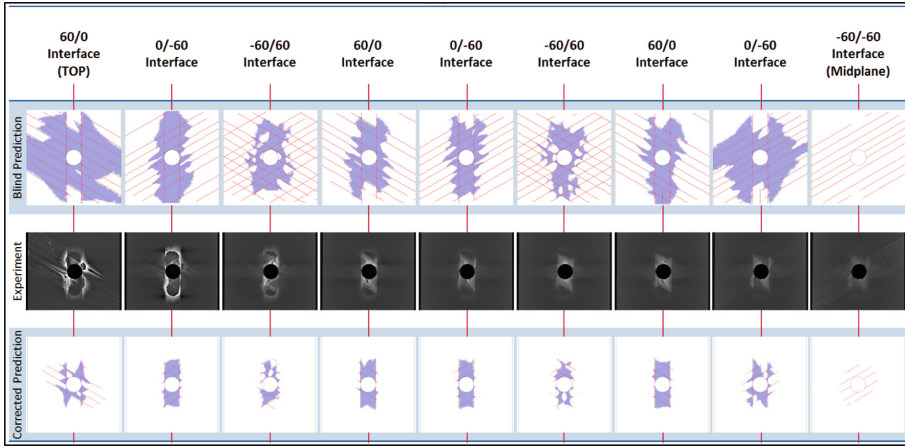 60/0
Interface
(TOP)
0/-60
Interface
-60/60
Interface
60/0
Interface
0/-60
Interface
-60/60
Interface
60/0
Interface
0/-60
Interface
-60/-60
Interface
(Midplane)
Blind Prediction
Experiment
Corrected Prediction